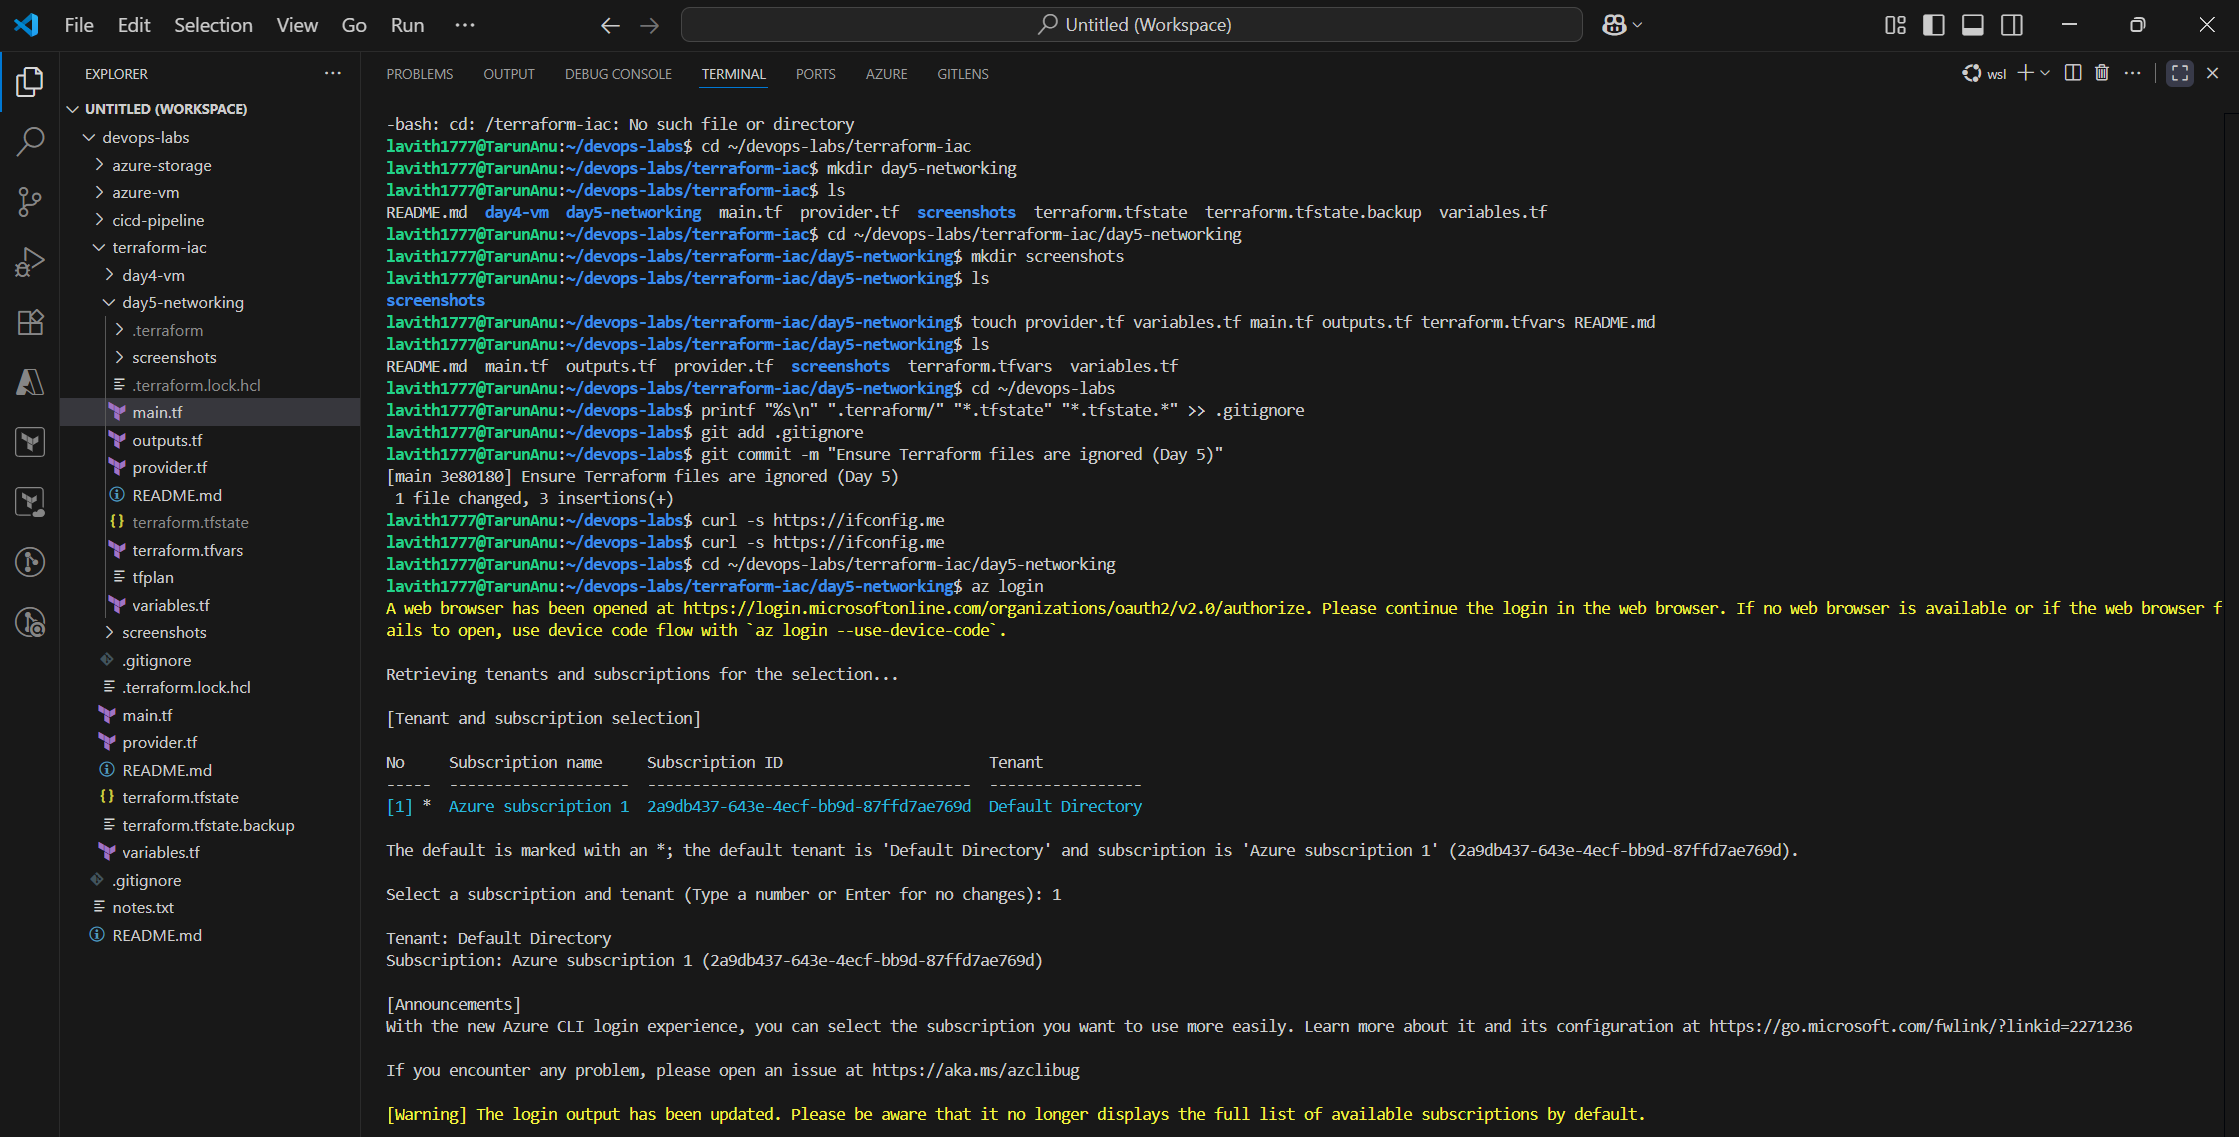 File Edit Selection View Go Run ···
Untitled (Workspace)
EXPLORER
UNTITLED (WORKSPACE)
devops-labs
azure-storage
azure-vm
cicd-pipeline
terraform-iac
day4-vm
day5-networking
.terraform
screenshots
.terraform.lock.hcl
main.tf
outputs.tf
provider.tf
README.md
terraform.tfstate
terraform.tfvars
tfplan
variables.tf
screenshots
.gitignore
.terraform.lock.hcl
main.tf
provider.tf
README.md
terraform.tfstate
terraform.tfstate.backup
variables.tf
.gitignore
notes.txt
README.md
PROBLEMS OUTPUT DEBUG CONSOLE TERMINAL PORTS AZURE GITLENS
wsl
-bash: cd: /terraform-iac: No such file or directory
lavith1777@TarunAnu:~/devops-labs$ cd ~/devops-labs/terraform-iac
lavith1777@TarunAnu:~/devops-labs/terraform-iac$ mkdir day5-networking
lavith1777@TarunAnu:~/devops-labs/terraform-iac$ ls
README.md  day4-vm  day5-networking  main.tf  provider.tf  screenshots  terraform.tfstate  terraform.tfstate.backup  variables.tf
lavith1777@TarunAnu:~/devops-labs/terraform-iac$ cd ~/devops-labs/terraform-iac/day5-networking
lavith1777@TarunAnu:~/devops-labs/terraform-iac/day5-networking$ mkdir screenshots
lavith1777@TarunAnu:~/devops-labs/terraform-iac/day5-networking$ ls
screenshots
lavith1777@TarunAnu:~/devops-labs/terraform-iac/day5-networking$ touch provider.tf variables.tf main.tf outputs.tf terraform.tfvars README.md
lavith1777@TarunAnu:~/devops-labs/terraform-iac/day5-networking$ ls
README.md  main.tf  outputs.tf  provider.tf  screenshots  terraform.tfvars  variables.tf
lavith1777@TarunAnu:~/devops-labs/terraform-iac/day5-networking$ cd ~/devops-labs
lavith1777@TarunAnu:~/devops-labs$ printf "%s\n" ".terraform/" "*.tfstate" "*.tfstate.*" >> .gitignore
lavith1777@TarunAnu:~/devops-labs$ git add .gitignore
lavith1777@TarunAnu:~/devops-labs$ git commit -m "Ensure Terraform files are ignored (Day 5)"
[main 3e80180] Ensure Terraform files are ignored (Day 5)
1 file changed, 3 insertions(+)
lavith1777@TarunAnu:~/devops-labs$ curl -s https://ifconfig.me
lavith1777@TarunAnu:~/devops-labs$ curl -s https://ifconfig.me
lavith1777@TarunAnu:~/devops-labs$ cd ~/devops-labs/terraform-iac/day5-networking
lavith1777@TarunAnu:~/devops-labs/terraform-iac/day5-networking$ az login
A web browser has been opened at https://login.microsoftonline.com/organizations/oauth2/v2.0/authorize. Please continue the login in the web browser. If no web browser is available or if the web browser f
ails to open, use device code flow with `az login --use-device-code`.
Retrieving tenants and subscriptions for the selection...
[Tenant and subscription selection]
No     Subscription name     Subscription ID                       Tenant
-----  --------------------  ------------------------------------  -----------------
[1] *  Azure subscription 1  2a9db437-643e-4ecf-bb9d-87ffd7ae769d  Default Directory
The default is marked with an *; the default tenant is 'Default Directory' and subscription is 'Azure subscription 1' (2a9db437-643e-4ecf-bb9d-87ffd7ae769d).
Select a subscription and tenant (Type a number or Enter for no changes): 1
Tenant: Default Directory
Subscription: Azure subscription 1 (2a9db437-643e-4ecf-bb9d-87ffd7ae769d)
[Announcements]
With the new Azure CLI login experience, you can select the subscription you want to use more easily. Learn more about it and its configuration at https://go.microsoft.com/fwlink/?linkid=2271236
If you encounter any problem, please open an issue at https://aka.ms/azclibug
[Warning] The login output has been updated. Please be aware that it no longer displays the full list of available subscriptions by default.